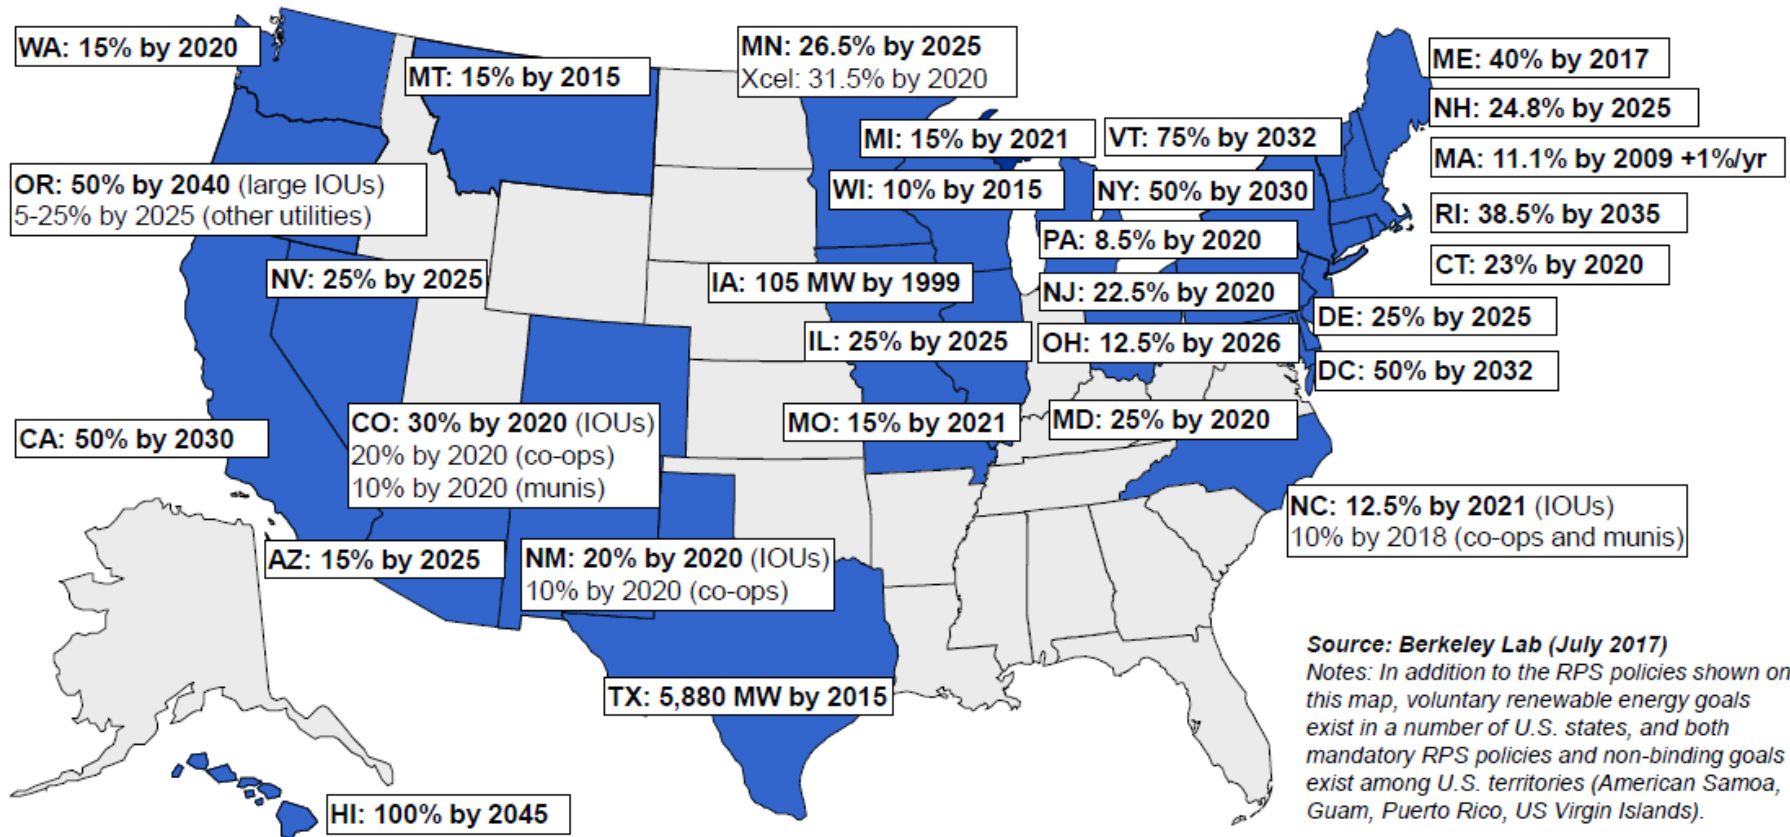 WA: 15% by 2020
MT: 15% by 2015
MN: 26.5% by 2025
Xcel: 31.5% by 2020
ME: 40% by 2017
NH: 24.8% by 2025
MI: 15% by 2021
VT: 75% by 2032
MA: 11.1% by 2009 +1%/yr
OR: 50% by 2040 (large IOUs)
5-25% by 2025 (other utilities)
WI: 10% by 2015
NY: 50% by 2030
RI: 38.5% by 2035
PA: 8.5% by 2020
CT: 23% by 2020
NV: 25% by 2025
IA: 105 MW by 1999
NJ: 22.5% by 2020
DE: 25% by 2025
IL: 25% by 2025
OH: 12.5% by 2026
DC: 50% by 2032
CA: 50% by 2030
CO: 30% by 2020 (IOUs)
20% by 2020 (co-ops)
10% by 2020 (munis)
MO: 15% by 2021
MD: 25% by 2020
NC: 12.5% by 2021 (IOUs)
10% by 2018 (co-ops and munis)
AZ: 15% by 2025
NM: 20% by 2020 (IOUs)
10% by 2020 (co-ops)
TX: 5,880 MW by 2015
HI: 100% by 2045
Source: Berkeley Lab (July 2017)
Notes: In addition to the RPS policies shown on
this map, voluntary renewable energy goals
exist in a number of U.S. states, and both
mandatory RPS policies and non-binding goals
exist among U.S. territories (American Samoa,
Guam, Puerto Rico, US Virgin Islands).